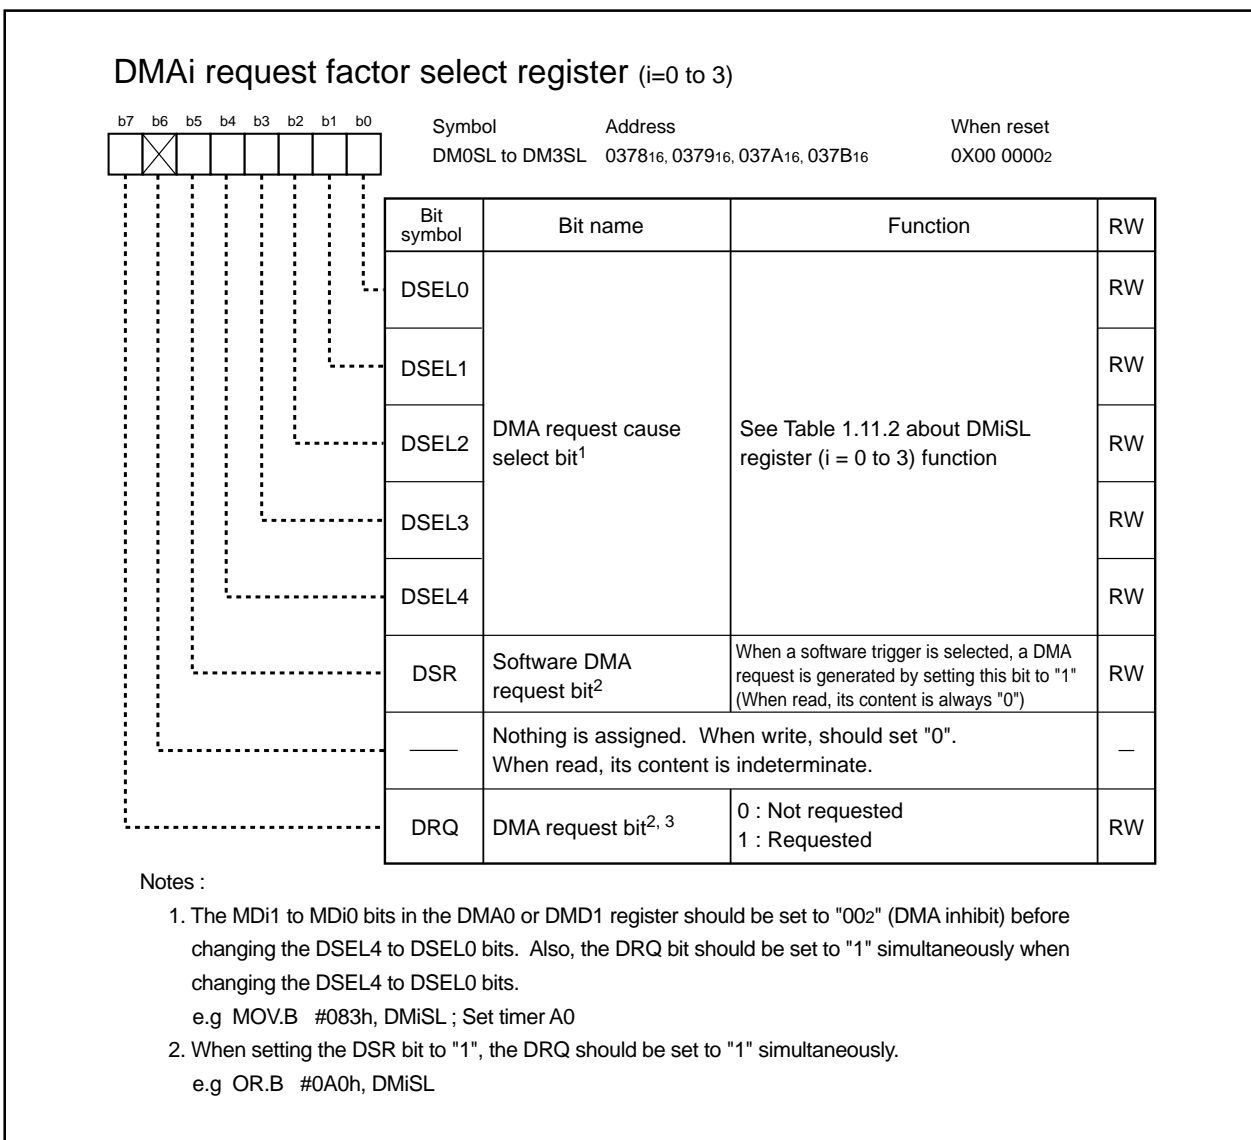 DMAi request factor select register (i=0 to 3)
b7 b6 b5 b4 b3 b2 b1 b0
Symbol Address When reset
DM0SL to DM3SL 037816, 037916, 037A16, 037B16 0X00 00002
Bit symbol Bit name Function RW
DSEL0 RW
DSEL1 RW
DSEL2 RW
DMA request cause
select bit1
See Table 1.11.2 about DMiSL
register (i = 0 to 3) function
DSEL3 RW
DSEL4 RW
DSR
Software DMA
request bit2
When a software trigger is selected, a DMA
request is generated by setting this bit to "1"
(When read, its content is always "0")
RW
Nothing is assigned. When write, should set "0".
When read, its content is indeterminate.
—
DRQ DMA request bit2, 3
0 : Not requested
1 : Requested
RW
Notes :
1. The MDi1 to MDi0 bits in the DMA0 or DMD1 register should be set to "002" (DMA inhibit) before
changing the DSEL4 to DSEL0 bits. Also, the DRQ bit should be set to "1" simultaneously when
changing the DSEL4 to DSEL0 bits.
e.g MOV.B #083h, DMiSL ; Set timer A0
2. When setting the DSR bit to "1", the DRQ should be set to "1" simultaneously.
e.g OR.B #0A0h, DMiSL